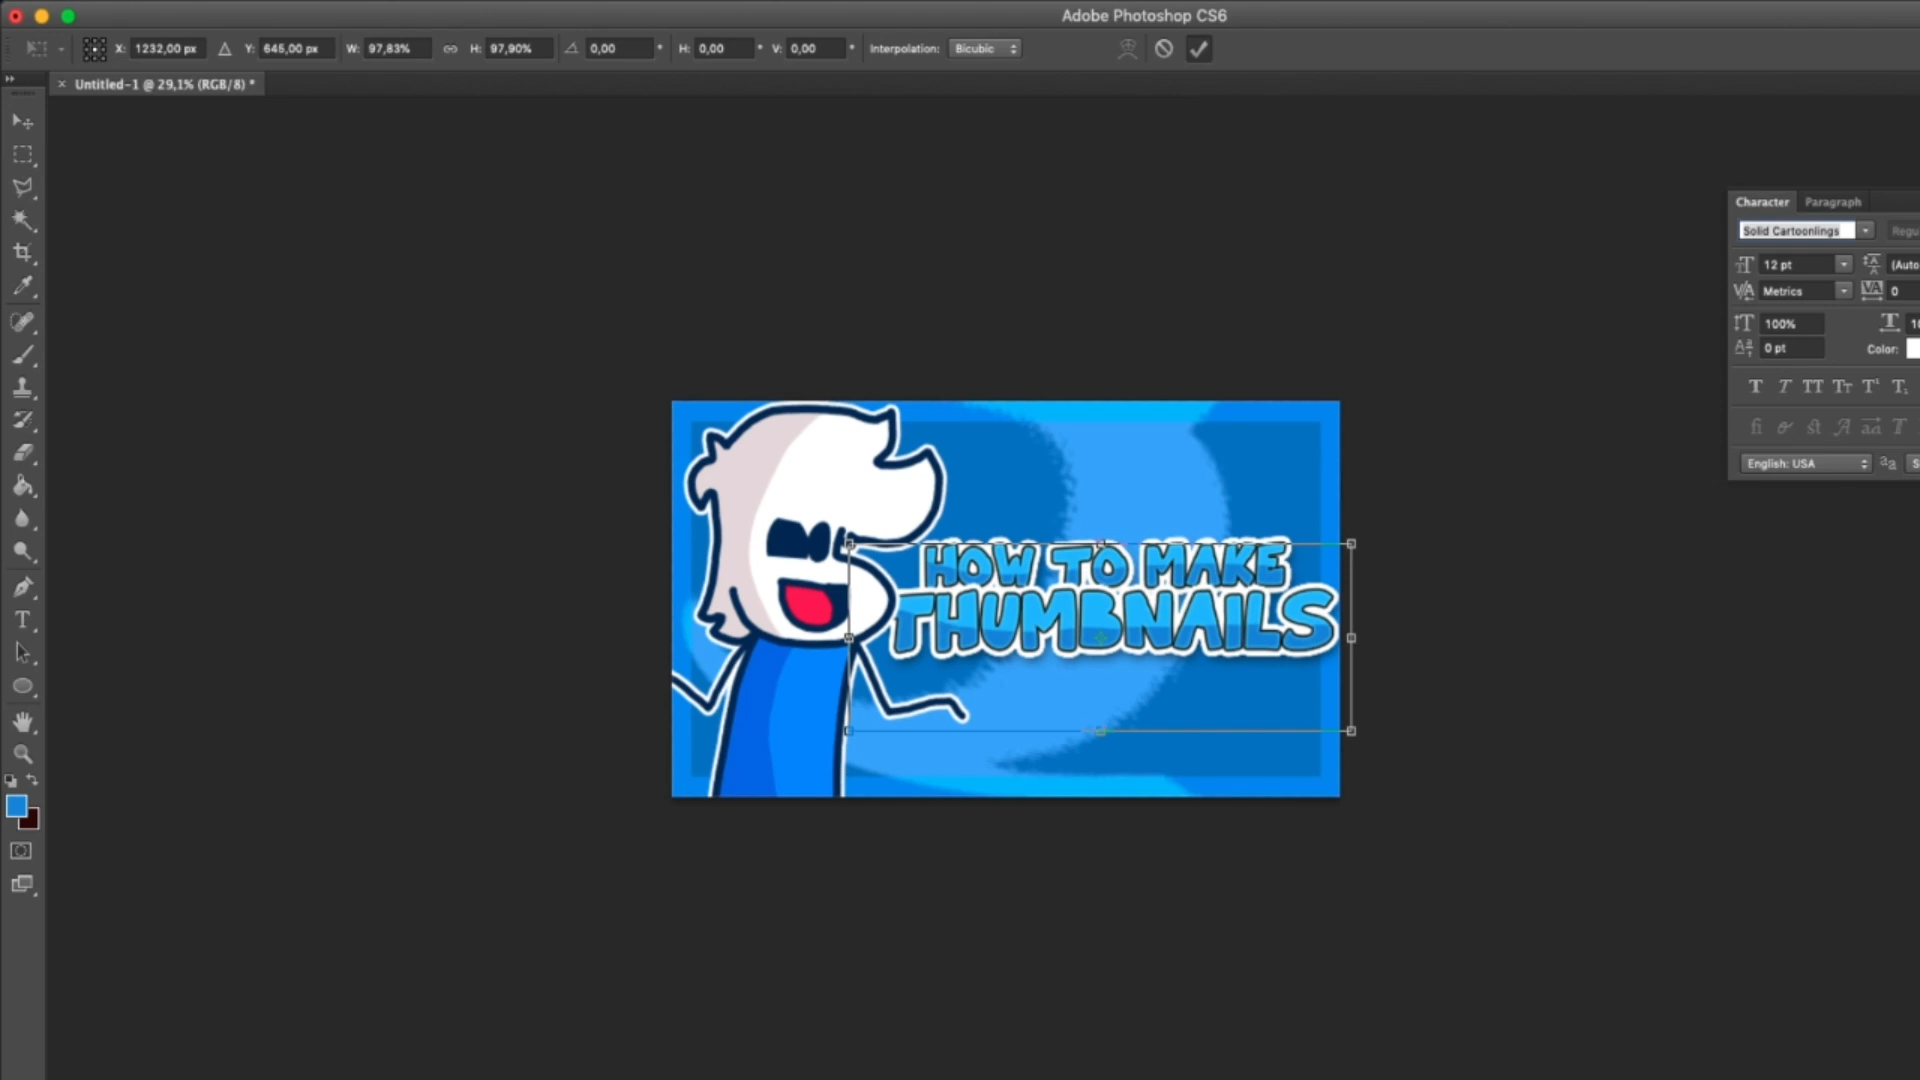 Adobe Photoshop CS6
X: 1232,00 px Y: 645,00 px W: 97,83% H: 97,90% 0,00 ° H: 0,00 ° V: 0,00 ° Interpolation: Bicubic
× Untitled-1 @ 29,1% (RGB/8) *
Character Paragraph
Solid Cartoonlings Regu
12 pt (Auto
Metrics 0
100% 10
0 pt Color:
English: USA
HOW TO MAKE
THUMBNAILS